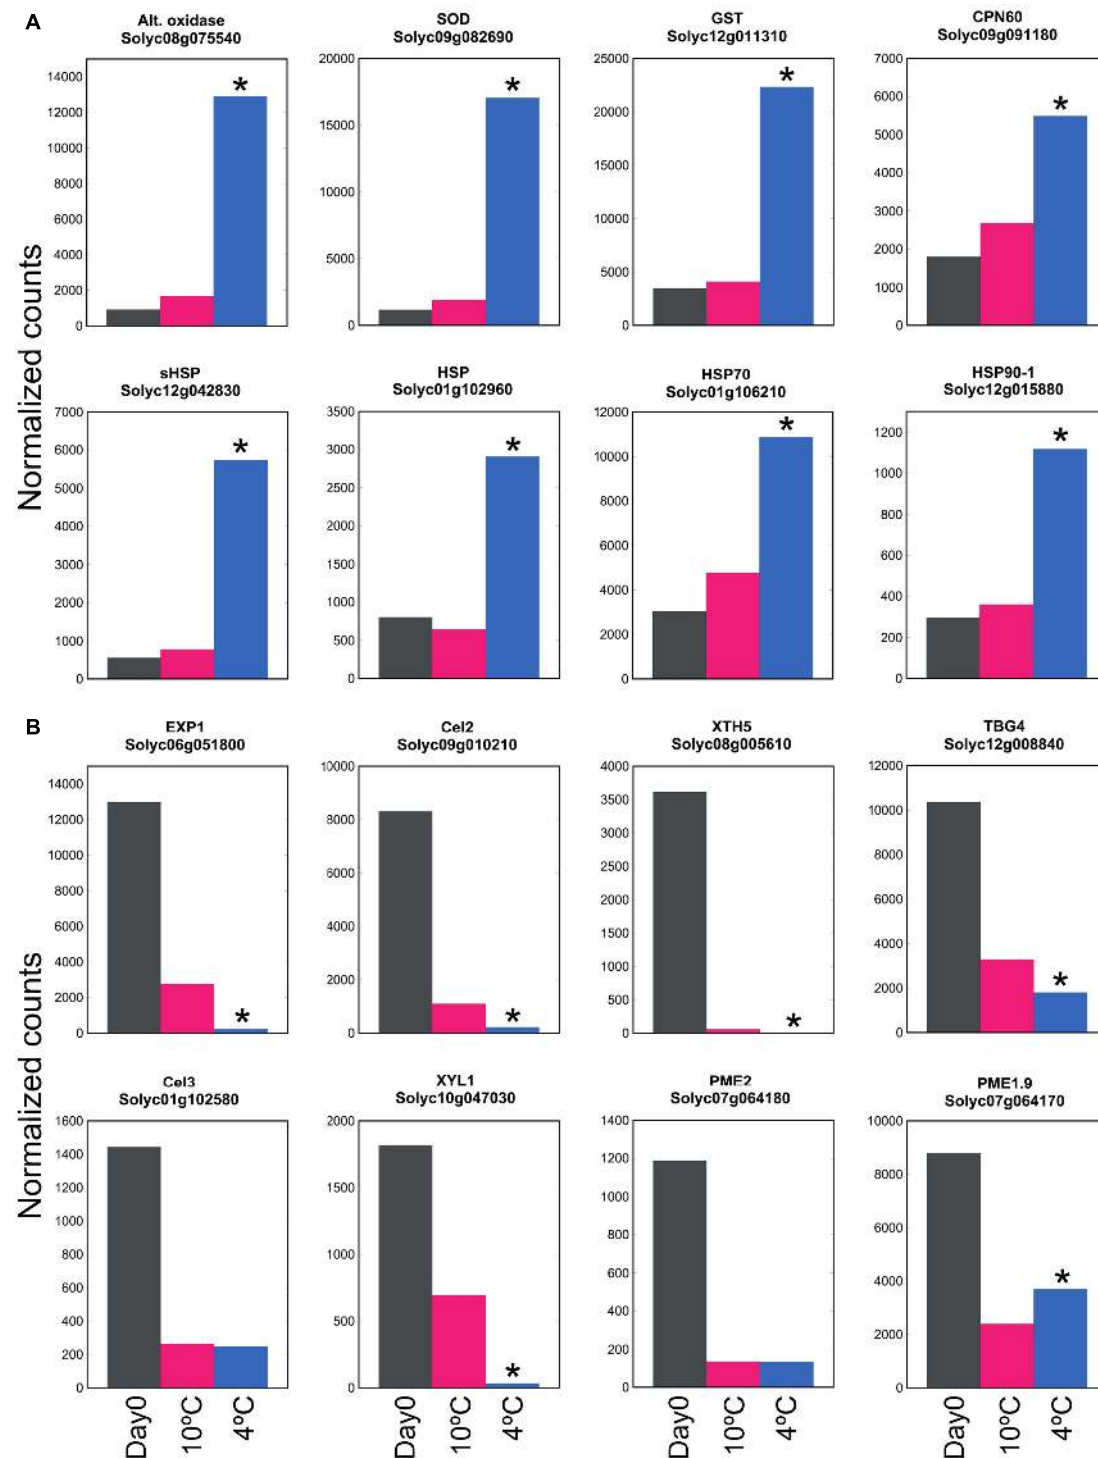 A
Alt. oxidase
Solyc08g075540
SOD
Solyc09g082690
GST
Solyc12g011310
CPN60
Solyc09g091180
14000
12000
10000
8000
6000
4000
2000
0
*
20000
15000
10000
5000
0
*
25000
20000
15000
10000
5000
0
*
7000
6000
5000
4000
3000
2000
1000
0
*
Normalized counts
sHSP
Solyc12g042830
HSP
Solyc01g102960
HSP70
Solyc01g106210
HSP90-1
Solyc12g015880
7000
6000
5000
4000
3000
2000
1000
0
*
3500
3000
2500
2000
1500
1000
500
0
*
12000
10000
8000
6000
4000
2000
0
*
1200
1000
800
600
400
200
0
*
B
EXP1
Solyc06g051800
Cel2
Solyc09g010210
XTH5
Solyc08g005610
TBG4
Solyc12g008840
14000
12000
10000
8000
6000
4000
2000
0
*
10000
8000
6000
4000
2000
0
*
4000
3500
3000
2500
2000
1500
1000
500
0
*
12000
10000
8000
6000
4000
2000
0
*
Normalized counts
Cel3
Solyc01g102580
XYL1
Solyc10g047030
PME2
Solyc07g064180
PME1.9
Solyc07g064170
1600
1400
1200
1000
800
600
400
200
0
2000
1500
1000
500
0
*
1400
1200
1000
800
600
400
200
0
10000
8000
6000
4000
2000
0
*
Day0
10ºC
4ºC
Day0
10ºC
4ºC
Day0
10ºC
4ºC
Day0
10ºC
4ºC